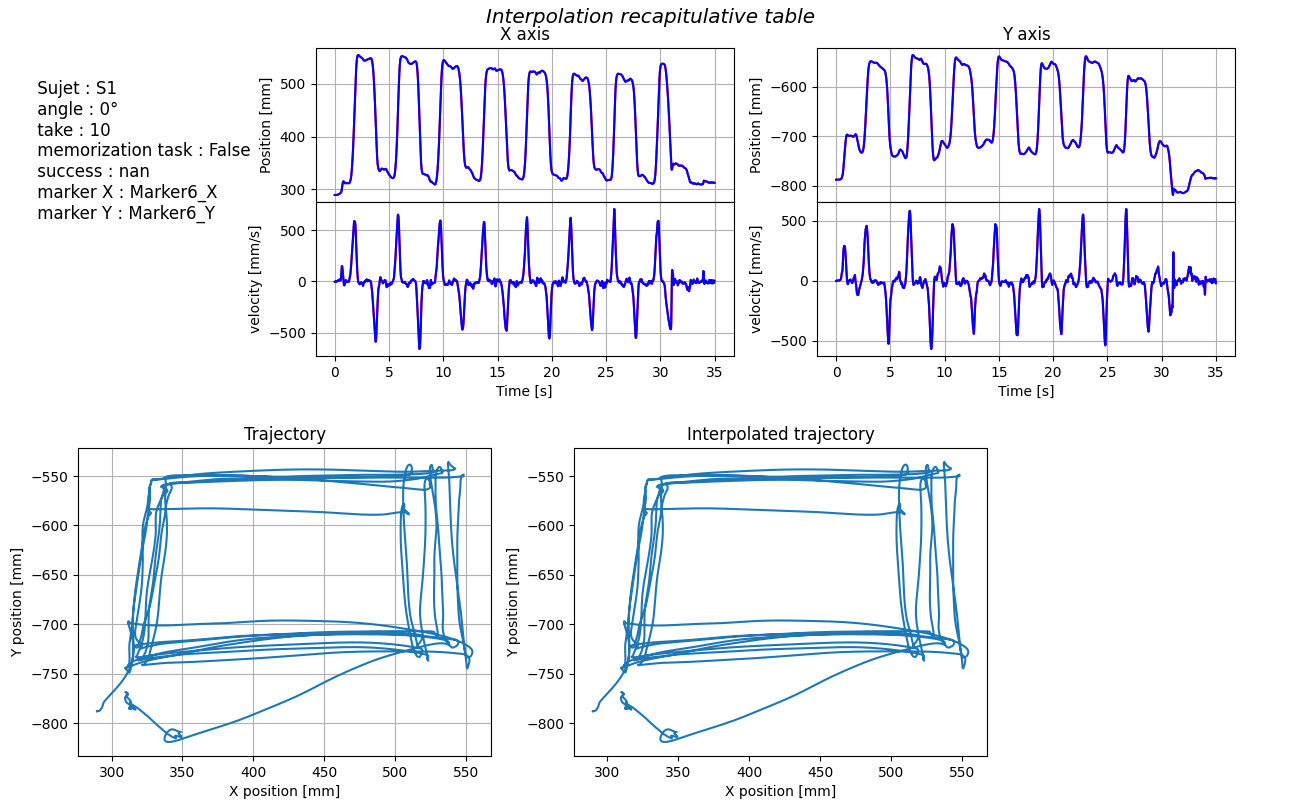 Interpolation recapitulative table
Sujet : S1
angle : 0°
take : 10
memorization task : False
success : nan
marker X : Marker6_X
marker Y : Marker6_Y
X axis
Position [mm]
500
400
300
velocity [mm/s]
500
0
−500
0 5 10 15 20 25 30 35
Time [s]
Y axis
Position [mm]
−600
−700
−800
velocity [mm/s]
500
0
−500
0 5 10 15 20 25 30 35
Time [s]
Trajectory
Y position [mm]
−550
−600
−650
−700
−750
−800
300 350 400 450 500 550
X position [mm]
Interpolated trajectory
Y position [mm]
−550
−600
−650
−700
−750
−800
300 350 400 450 500 550
X position [mm]